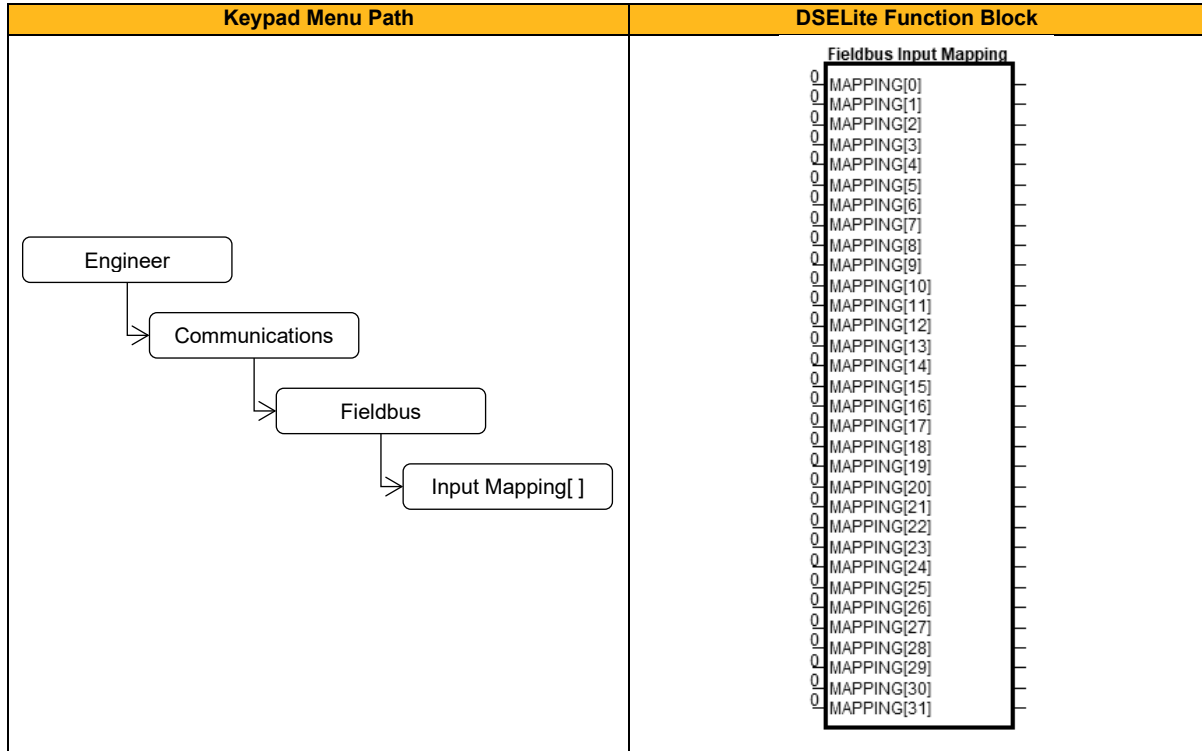 Keypad Menu Path
DSELite Function Block
Engineer
Communications
Fieldbus
Input Mapping[ ]
Fieldbus Input Mapping
0 MAPPING[0]
0 MAPPING[1]
0 MAPPING[2]
0 MAPPING[3]
0 MAPPING[4]
0 MAPPING[5]
0 MAPPING[6]
0 MAPPING[7]
0 MAPPING[8]
0 MAPPING[9]
0 MAPPING[10]
0 MAPPING[11]
0 MAPPING[12]
0 MAPPING[13]
0 MAPPING[14]
0 MAPPING[15]
0 MAPPING[16]
0 MAPPING[17]
0 MAPPING[18]
0 MAPPING[19]
0 MAPPING[20]
0 MAPPING[21]
0 MAPPING[22]
0 MAPPING[23]
0 MAPPING[24]
0 MAPPING[25]
0 MAPPING[26]
0 MAPPING[27]
0 MAPPING[28]
0 MAPPING[29]
0 MAPPING[30]
0 MAPPING[31]